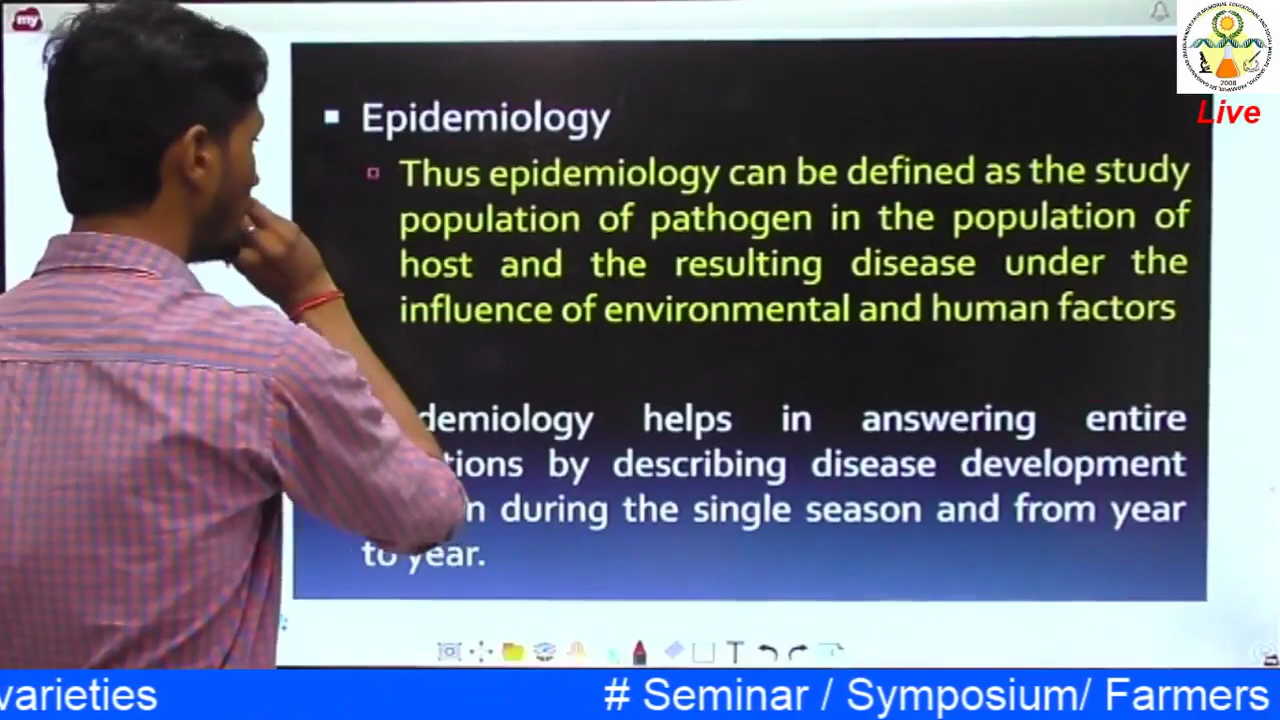 my
2008
Live
Epidemiology
Thus epidemiology can be defined as the study
population of pathogen in the population of
host and the resulting disease under the
influence of environmental and human factors
demiology helps in answering entire
tions by describing disease development
n during the single season and from year
to year.
T
varieties # Seminar / Symposium/ Farmers